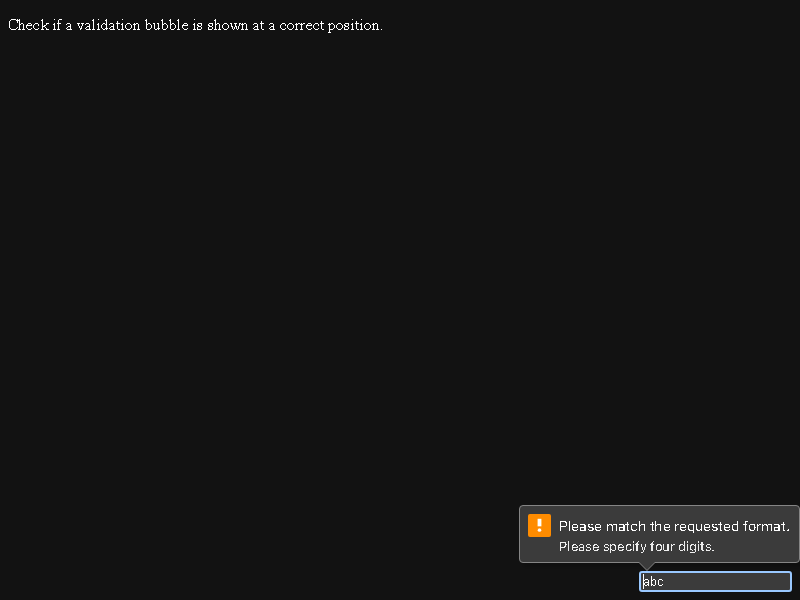 Check if a validation bubble is shown at a correct position.
Please match the requested format.
Please specify four digits.
abc